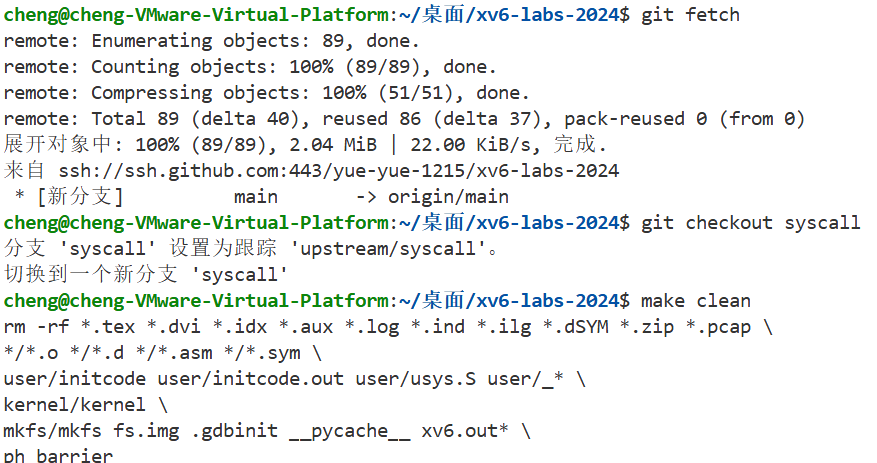 cheng@cheng-VMware-Virtual-Platform:~/桌面/xv6-labs-2024$ git fetch
remote: Enumerating objects: 89, done.
remote: Counting objects: 100% (89/89), done.
remote: Compressing objects: 100% (51/51), done.
remote: Total 89 (delta 40), reused 86 (delta 37), pack-reused 0 (from 0)
展开对象中: 100% (89/89), 2.04 MiB | 22.00 KiB/s, 完成.
来自 ssh://ssh.github.com:443/yue-yue-1215/xv6-labs-2024
 * [新分支]          main       -> origin/main
cheng@cheng-VMware-Virtual-Platform:~/桌面/xv6-labs-2024$ git checkout syscall
分支 'syscall' 设置为跟踪 'upstream/syscall'。
切换到一个新分支 'syscall'
cheng@cheng-VMware-Virtual-Platform:~/桌面/xv6-labs-2024$ make clean
rm -rf *.tex *.dvi *.idx *.aux *.log *.ind *.ilg *.dSYM *.zip *.pcap \
*/*.o */*.d */*.asm */*.sym \
user/initcode user/initcode.out user/usys.S user/_* \
kernel/kernel \
mkfs/mkfs fs.img .gdbinit __pycache__ xv6.out* \
ph barrier